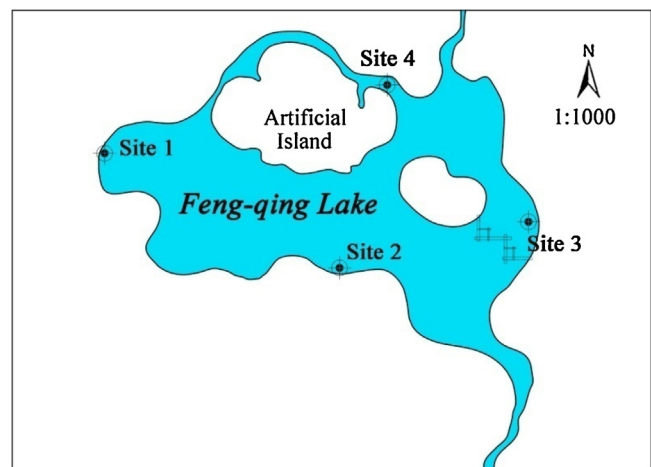 Site 4
N
1:1000
Artificial
Island
Site 1
Feng-qing Lake
Site 3
Site 2